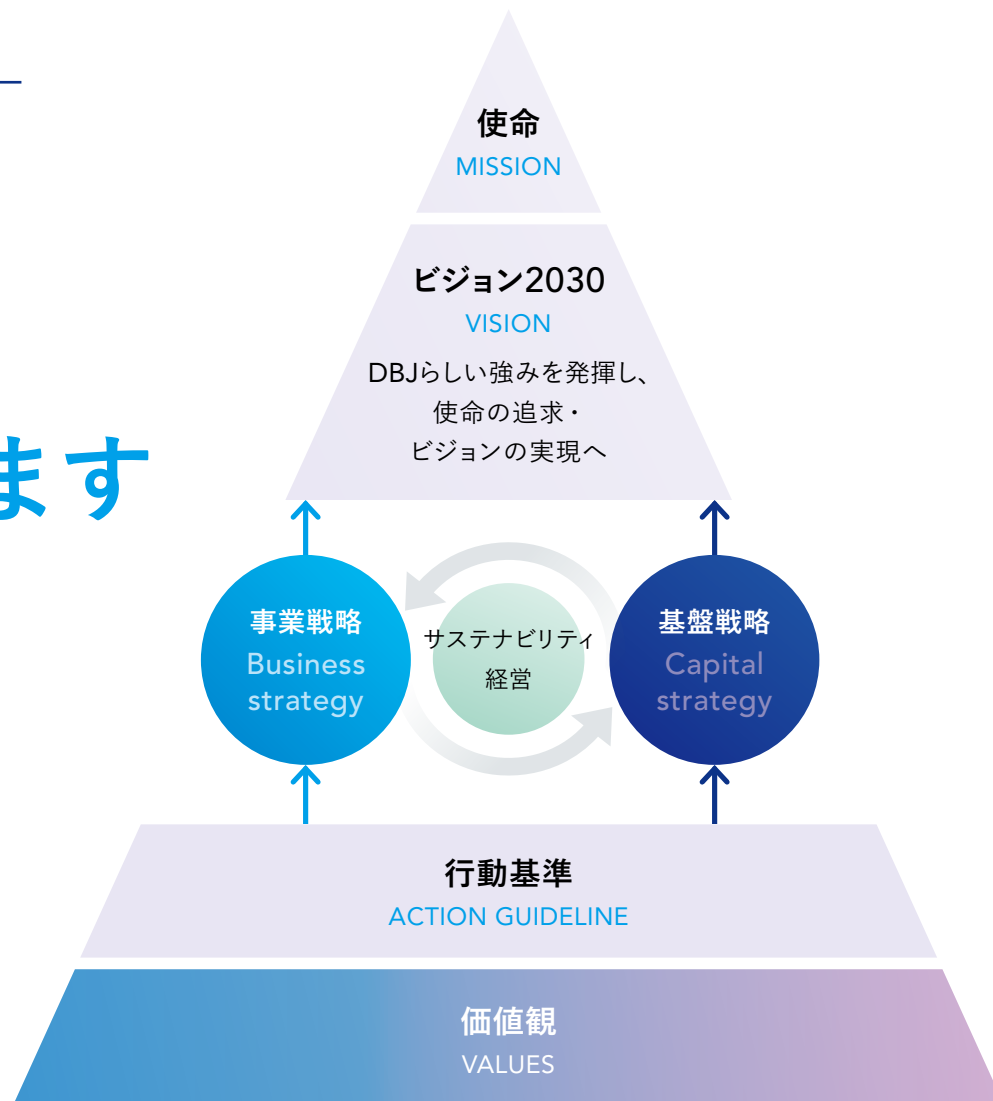 使命
MISSION
ビジョン2030
VISION
DBJらしい強みを発揮し、
使命の追求・
ビジョンの実現へ
ます
事業戦略
Business
strategy
サステナビリティ
経営
基盤戦略
Capital
strategy
行動基準
ACTION GUIDELINE
価値観
VALUES